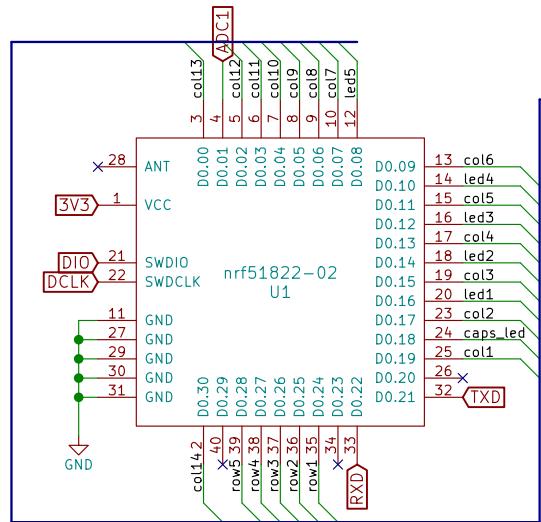 ADC1
col13
col12
col11
col10
col9
col8
col7
led5
3
4
5
6
7
8
9
10
12
D0.00
D0.01
D0.02
D0.03
D0.04
D0.05
D0.06
D0.07
D0.08
28 ANT
3V3 1 VCC
DIO 21 SWDIO
DCLK 22 SWDCLK
11 GND
27 GND
29 GND
30 GND
31 GND
GND
nrf51822-02
U1
D0.09 13 col6
D0.10 14 led4
D0.11 15 col5
D0.12 16 led3
D0.13 17 col4
D0.14 18 led2
D0.15 19 col3
D0.16 20 led1
D0.17 23 col2
D0.18 24 caps_led
D0.19 25 col1
D0.20 26
D0.21 32 TXD
D0.30
D0.29
D0.28
D0.27
D0.26
D0.25
D0.24
D0.23
D0.22
2
40
39
38
37
36
35
34
33
col14
row5
row4
row3
row2
row1
RXD